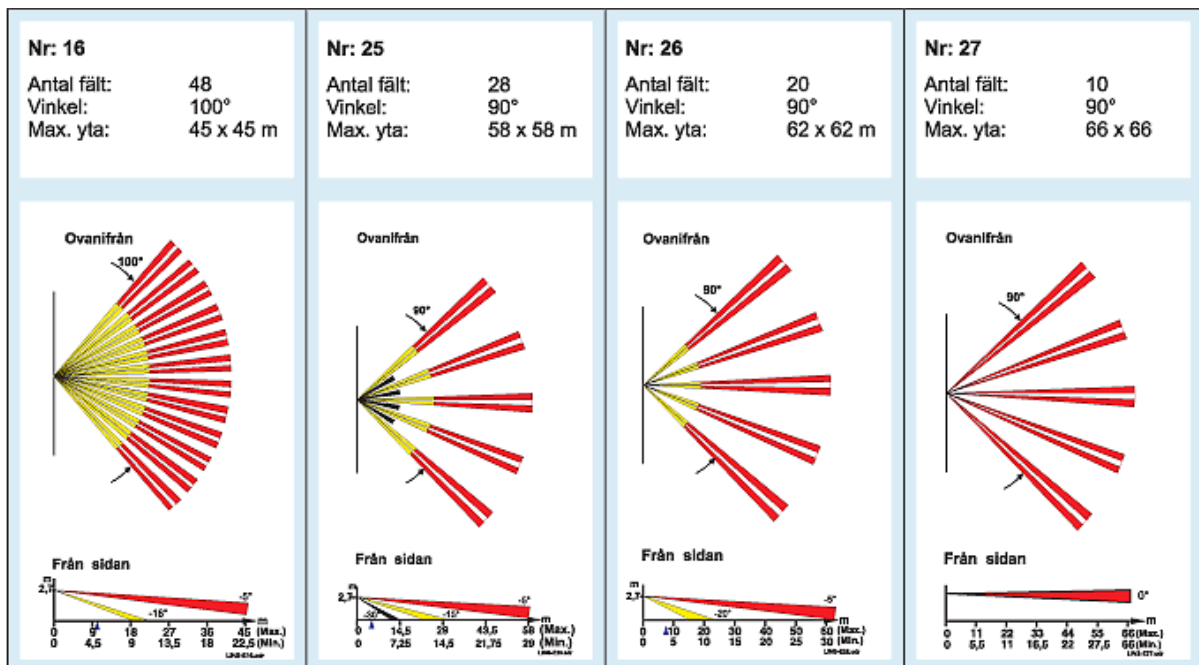 Nr: 16
Antal fält: 48
Vinkel: 100°
Max. yta: 45 x 45 m
Ovanifrån
100°
Från sidan
m
2,7
-5°
-15°
0 9 18 27 36 45 (Max.) m
0 4,5 9 13,5 18 22,5 (Min.)
Nr: 25
Antal fält: 28
Vinkel: 90°
Max. yta: 58 x 58 m
Ovanifrån
90°
Från sidan
m
2,7
-5°
-30° -15°
0 14,5 29 43,5 58 (Max.) m
0 7,25 14,5 21,75 29 (Min.)
Nr: 26
Antal fält: 20
Vinkel: 90°
Max. yta: 62 x 62 m
Ovanifrån
90°
Från sidan
m
2,7
-5°
-20°
0 10 20 30 40 50 60 (Max.) m
0 5 10 15 20 25 30 (Min.)
Nr: 27
Antal fält: 10
Vinkel: 90°
Max. yta: 66 x 66
Ovanifrån
90°
Från sidan
0°
0 11 22 33 44 55 66 (Max.) m
0 5,5 11 16,5 22 27,5 33 (Min.)